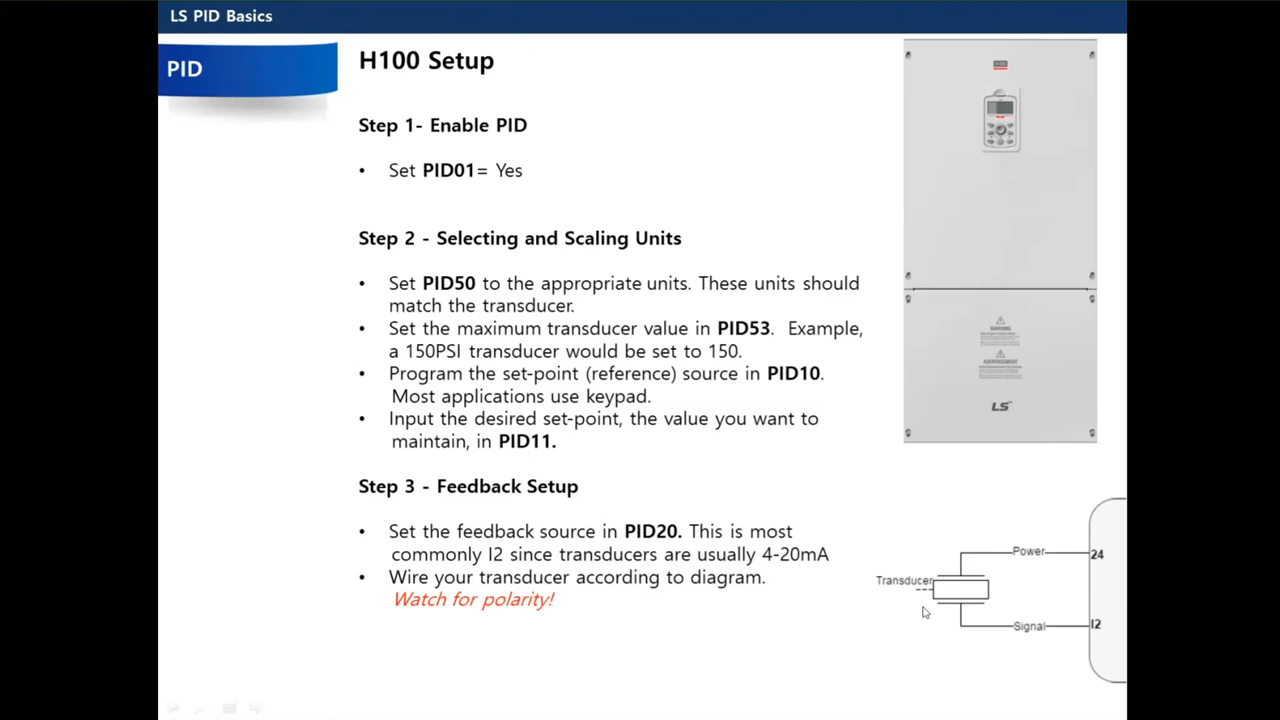 LS PID Basics
PID
H100 Setup
Step 1- Enable PID
• Set PID01= Yes
Step 2 - Selecting and Scaling Units
• Set PID50 to the appropriate units. These units should
match the transducer.
• Set the maximum transducer value in PID53. Example,
a 150PSI transducer would be set to 150.
• Program the set-point (reference) source in PID10.
Most applications use keypad.
• Input the desired set-point, the value you want to
maintain, in PID11.
Step 3 - Feedback Setup
• Set the feedback source in PID20. This is most
commonly I2 since transducers are usually 4-20mA
• Wire your transducer according to diagram.
Watch for polarity!
WARNING
LS
Power
24
Transducer
Signal
I2